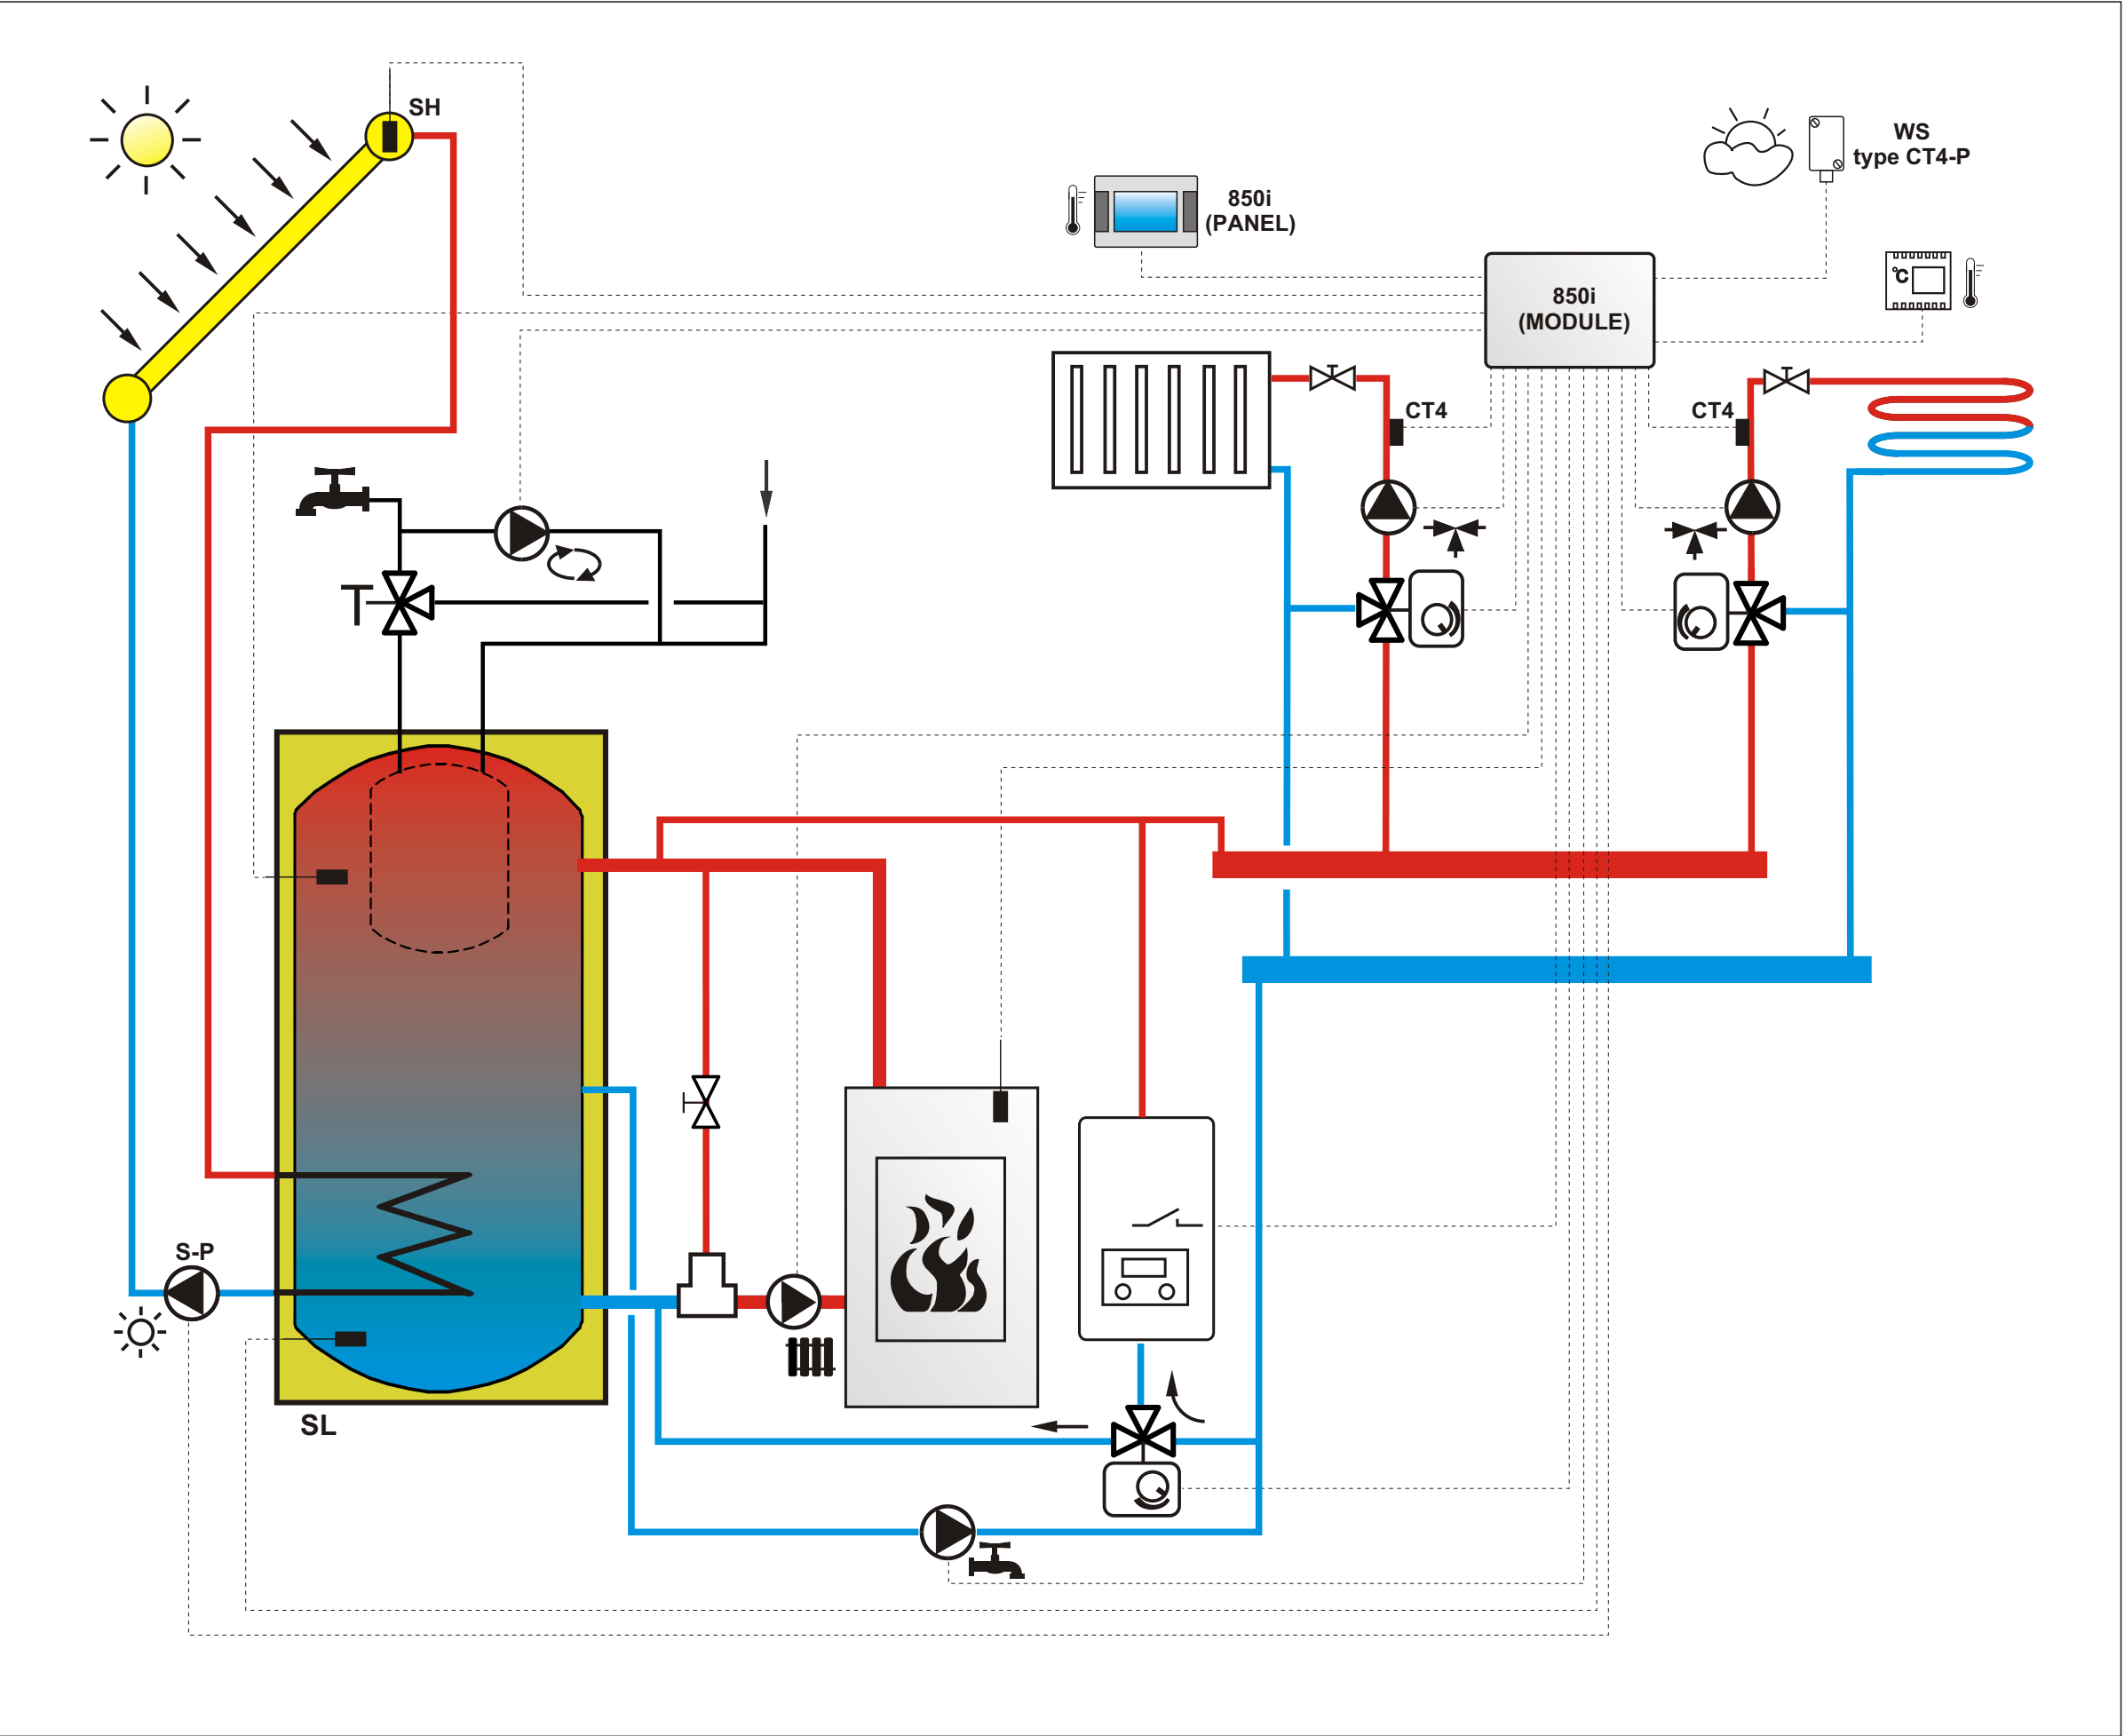 SH
WS
type CT4-P
850i
(PANEL)
850i
(MODULE)
°C
CT4
CT4
S-P
SL